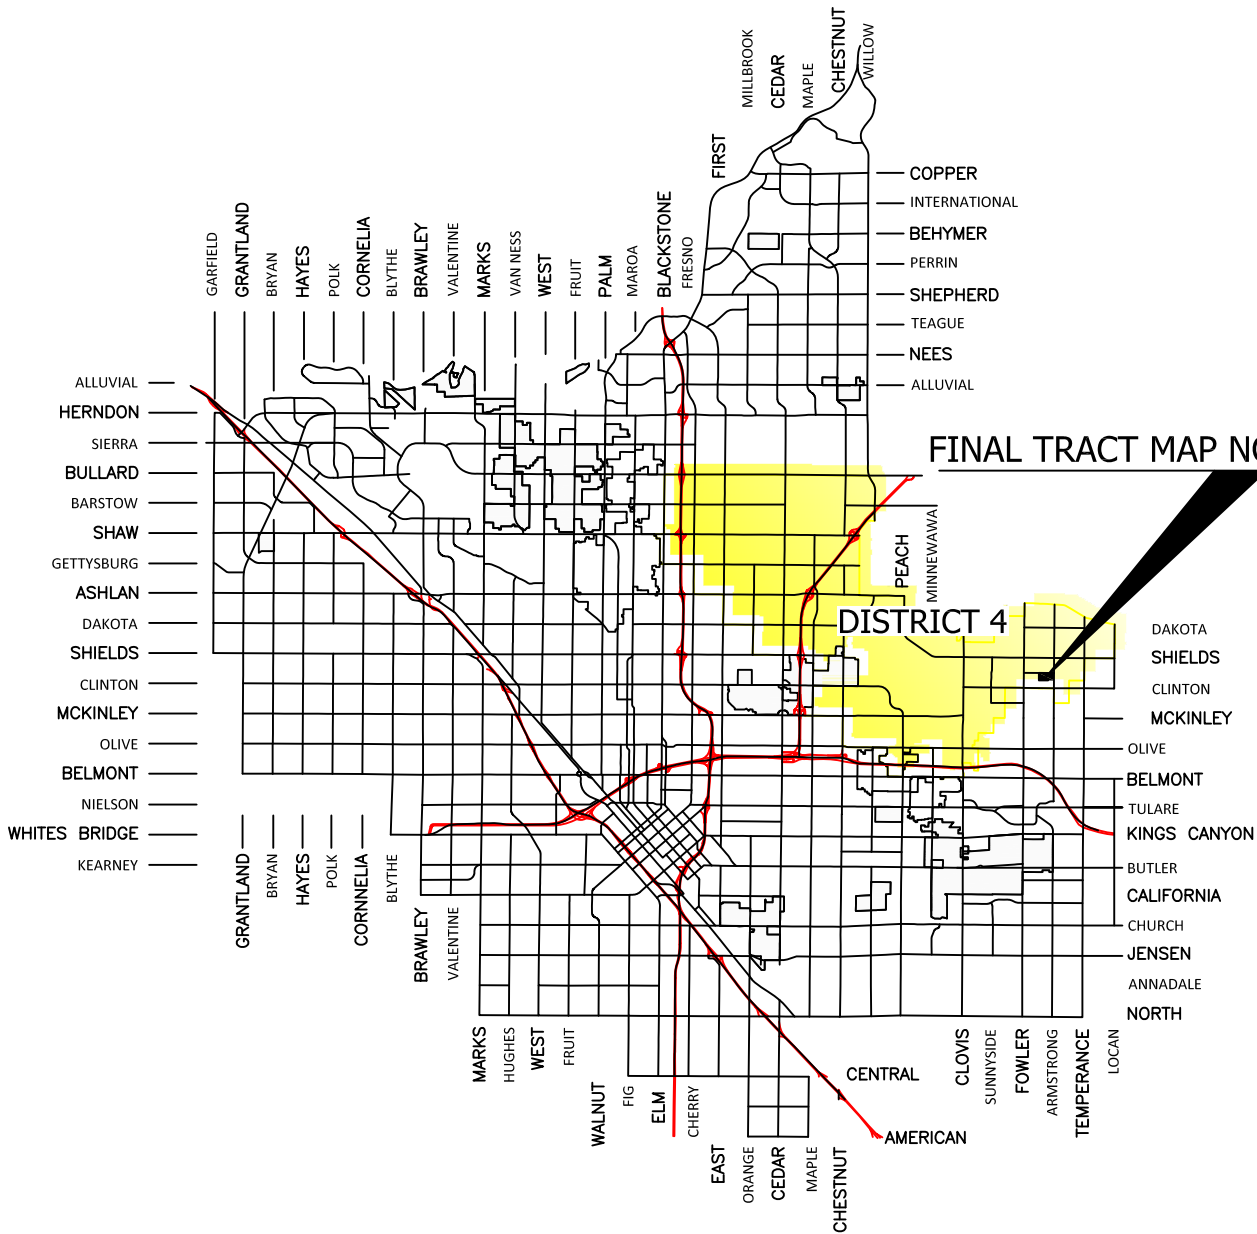 MILLBROOK
CEDAR
MAPLE
CHESTNUT
WILLOW
FIRST
COPPER
INTERNATIONAL
BEHYMER
PERRIN
SHEPHERD
TEAGUE
NEES
ALLUVIAL
GARFIELD
GRANTLAND
BRYAN
HAYES
POLK
CORNELIA
BLYTHE
BRAWLEY
VALENTINE
MARKS
VAN NESS
WEST
FRUIT
PALM
MAROA
BLACKSTONE
FRESNO
ALLUVIAL
HERNDON
SIERRA
BULLARD
BARSTOW
SHAW
GETTYSBURG
ASHLAN
DAKOTA
SHIELDS
CLINTON
MCKINLEY
OLIVE
BELMONT
NIELSON
WHITES BRIDGE
KEARNEY
FINAL TRACT MAP NO
PEACH
MINNEWAWA
DISTRICT 4
DAKOTA
SHIELDS
CLINTON
MCKINLEY
OLIVE
BELMONT
TULARE
KINGS CANYON
BUTLER
CALIFORNIA
CHURCH
JENSEN
ANNADALE
NORTH
GRANTLAND
BRYAN
HAYES
POLK
CORNNELIA
BLYTHE
BRAWLEY
VALENTINE
MARKS
HUGHES
WEST
FRUIT
WALNUT
FIG
ELM
CHERRY
EAST
ORANGE
CEDAR
MAPLE
CHESTNUT
CENTRAL
AMERICAN
CLOVIS
SUNNYSIDE
FOWLER
ARMSTRONG
TEMPERANCE
LOCAN